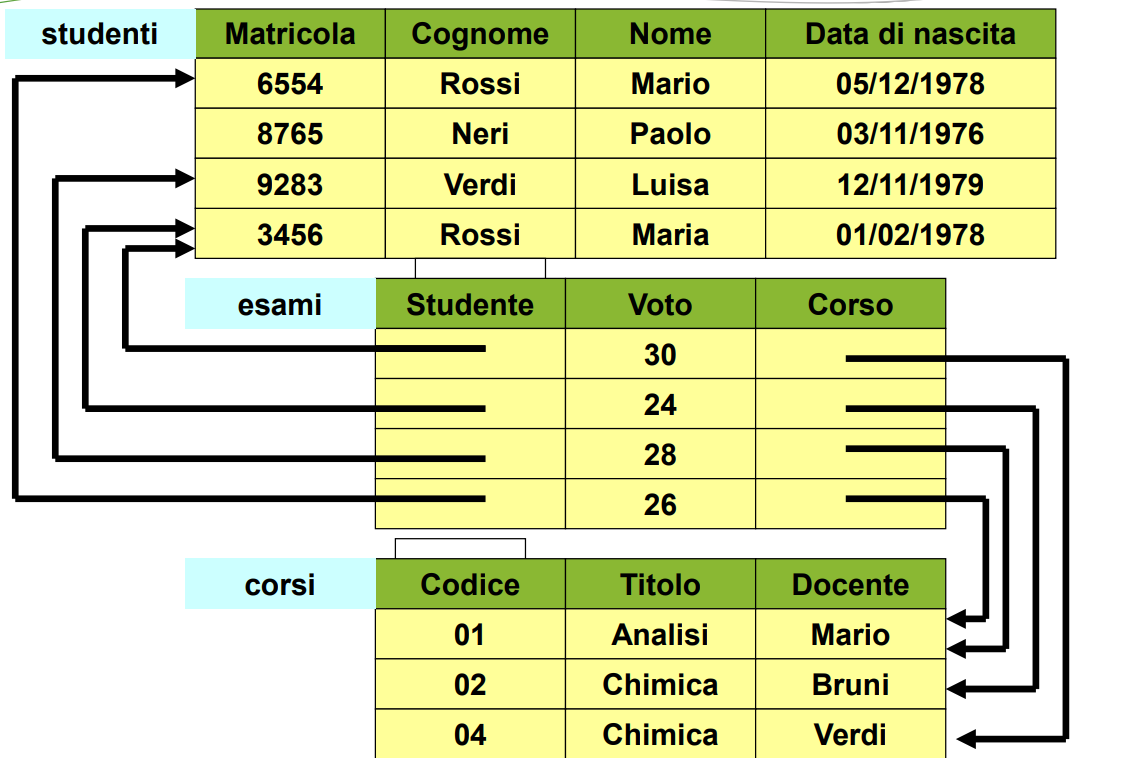 studenti Matricola Cognome Nome Data di nascita
6554 Rossi Mario 05/12/1978
8765 Neri Paolo 03/11/1976
9283 Verdi Luisa 12/11/1979
3456 Rossi Maria 01/02/1978
esami Studente Voto Corso
30
24
28
26
corsi Codice Titolo Docente
01 Analisi Mario
02 Chimica Bruni
04 Chimica Verdi